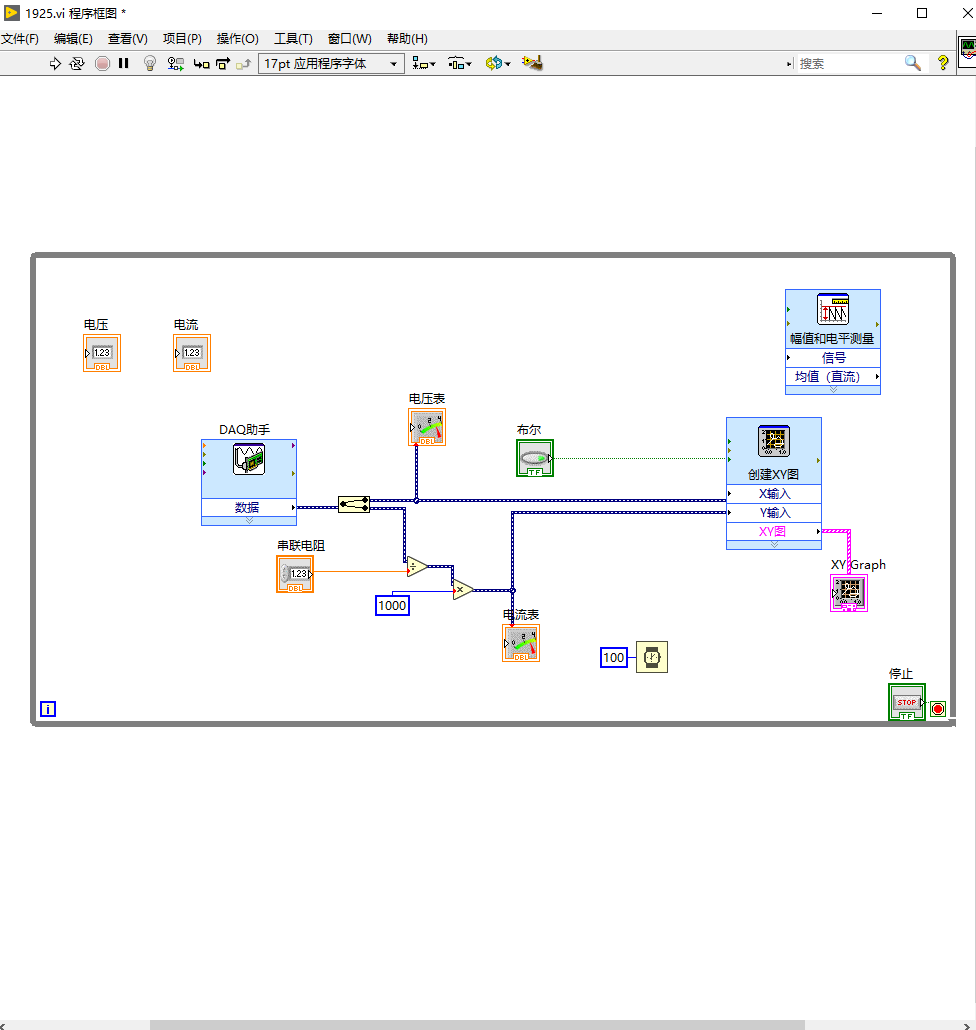 1925.vi 程序框图 *
文件(F) 编辑(E) 查看(V) 项目(P) 操作(O) 工具(T) 窗口(W) 帮助(H)
17pt 应用程序字体
搜索
?
幅值和电平测量
信号
均值（直流）
电压
1.23
DBL
电流
1.23
DBL
电压表
DBL
DAQ助手
数据
布尔
TF
创建XY图
X输入
Y输入
XY图
串联电阻
1.23
DBL
÷
×
1000
XY Graph
电流表
DBL
100
停止
STOP
TF
i